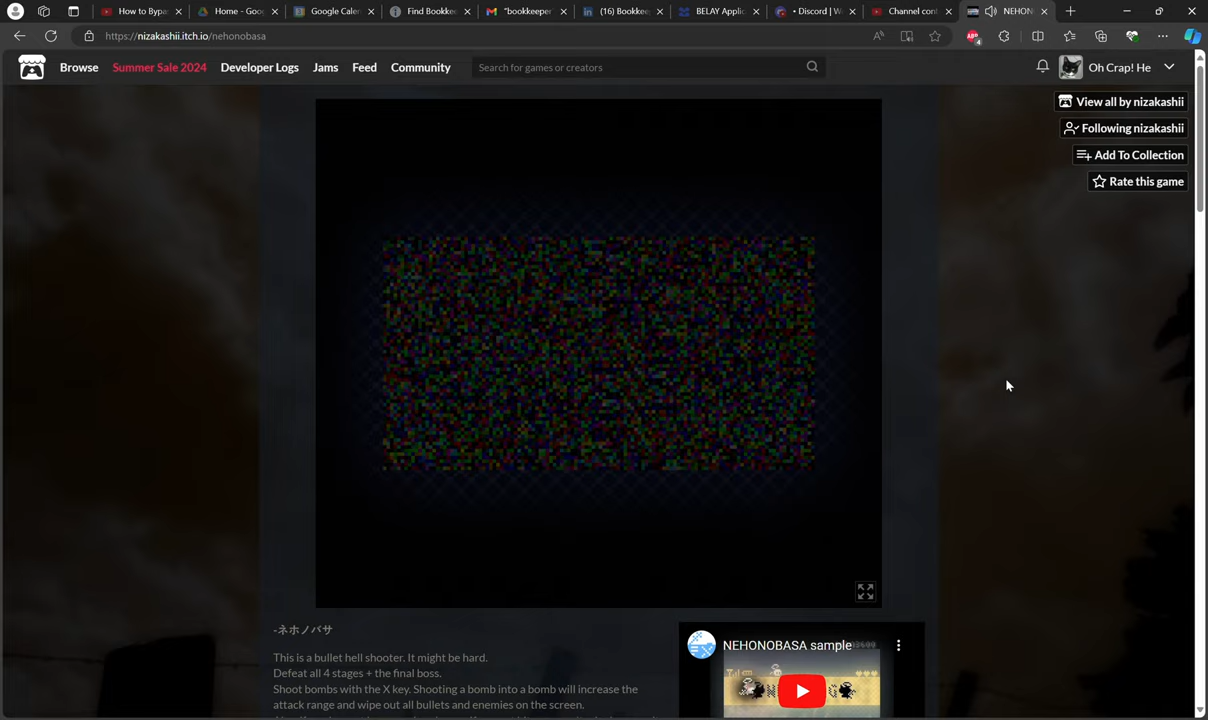 How to Bypa
Home - Goog
Google Calen
Find Bookkee
"bookkeeper
(16) Bookkee
BELAY Applic
• Discord | W
Channel cont
NEHON
https://nizakashii.itch.io/nehonobasa
4
Browse
Summer Sale 2024
Developer Logs
Jams
Feed
Community
Search for games or creators
Oh Crap! He
View all by nizakashii
Following nizakashii
Add To Collection
Rate this game
-ネホノバサ
This is a bullet hell shooter. It might be hard.
Defeat all 4 stages + the final boss.
Shoot bombs with the X key. Shooting a bomb into a bomb will increase the
attack range and wipe out all bullets and enemies on the screen.
NEHONOBASA sample